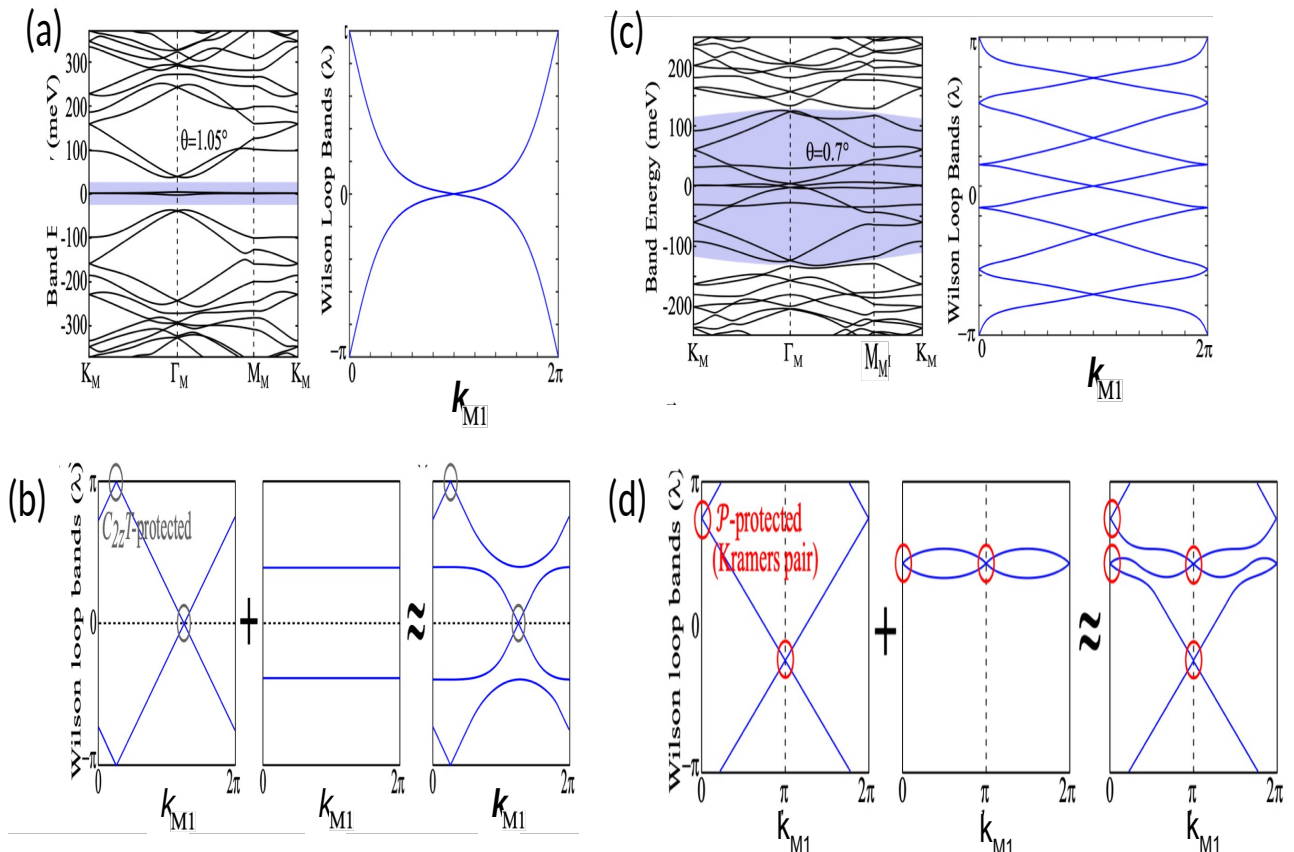 (a)
Band E
(meV)
300
200
100
0
-100
-200
-300
θ=1.05°
K_M
Γ_M
M_M
K_M
Wilson Loop Bands (λ)
π
0
−π
0
2π
k_M1
(c)
Band Energy (meV)
200
100
0
-100
-200
θ=0.7°
K_M
Γ_M
M_M
K_M
Wilson Loop Bands (λ)
π
0
−π
0
2π
k_M1
(b)
Wilson loop bands (λ)
π
0
−π
C_2zT-protected
0
2π
k_M1
+
0
2π
k_M1
≈
0
2π
k_M1
(d)
Wilson loop bands (λ)
π
0
−π
P-protected
(Kramers pair)
0
π
2π
k_M1
+
0
π
2π
k_M1
≈
0
π
2π
k_M1